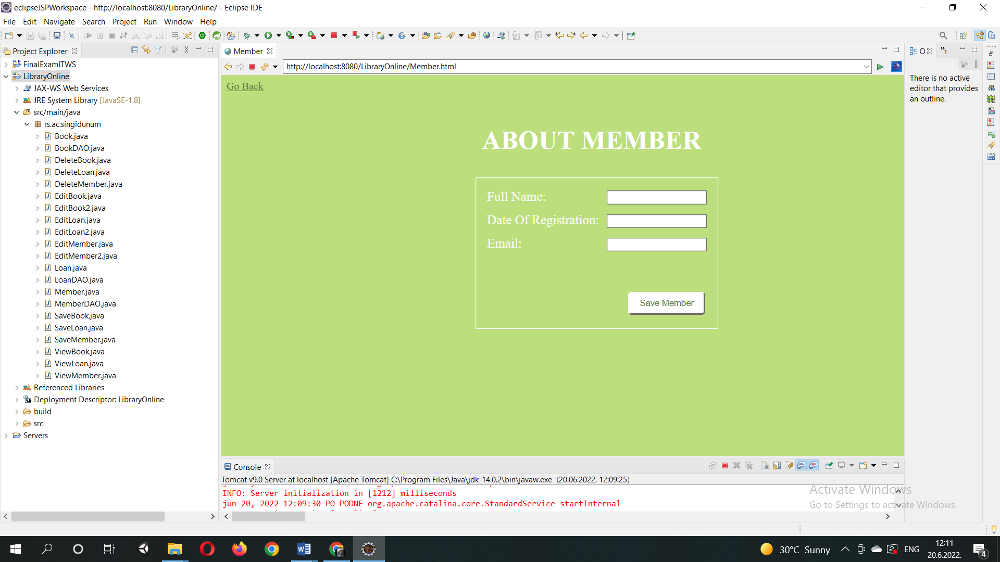 eclipseJSPWorkspace - http://localhost:8080/LibraryOnline/ - Eclipse IDE
File Edit Navigate Search Project Run Window Help
Project Explorer
FinalExamITWS
LibraryOnline
JAX-WS Web Services
JRE System Library [JavaSE-1.8]
src/main/java
rs.ac.singidunum
Book.java
BookDAO.java
DeleteBook.java
DeleteLoan.java
DeleteMember.java
EditBook.java
EditBook2.java
EditLoan.java
EditLoan2.java
EditMember.java
EditMember2.java
Loan.java
LoanDAO.java
Member.java
MemberDAO.java
SaveBook.java
SaveLoan.java
SaveMember.java
ViewBook.java
ViewLoan.java
ViewMember.java
Referenced Libraries
Deployment Descriptor: LibraryOnline
build
src
Servers
Member
http://localhost:8080/LibraryOnline/Member.html
Go Back
ABOUT MEMBER
Full Name:
Date Of Registration:
Email:
Save Member
O
»1
There is no active
editor that provides
an outline.
Console
Tomcat v9.0 Server at localhost [Apache Tomcat] C:\Program Files\Java\jdk-14.0.2\bin\javaw.exe (20.06.2022. 12:09:25)
INFO: Server initialization in [1212] milliseconds
jun 20, 2022 12:09:30 PO PODNE org.apache.catalina.core.StandardService startInternal
Activate Windows
Go to Settings to activate Windows.
30°C Sunny
ENG
12:11
20.6.2022.
4